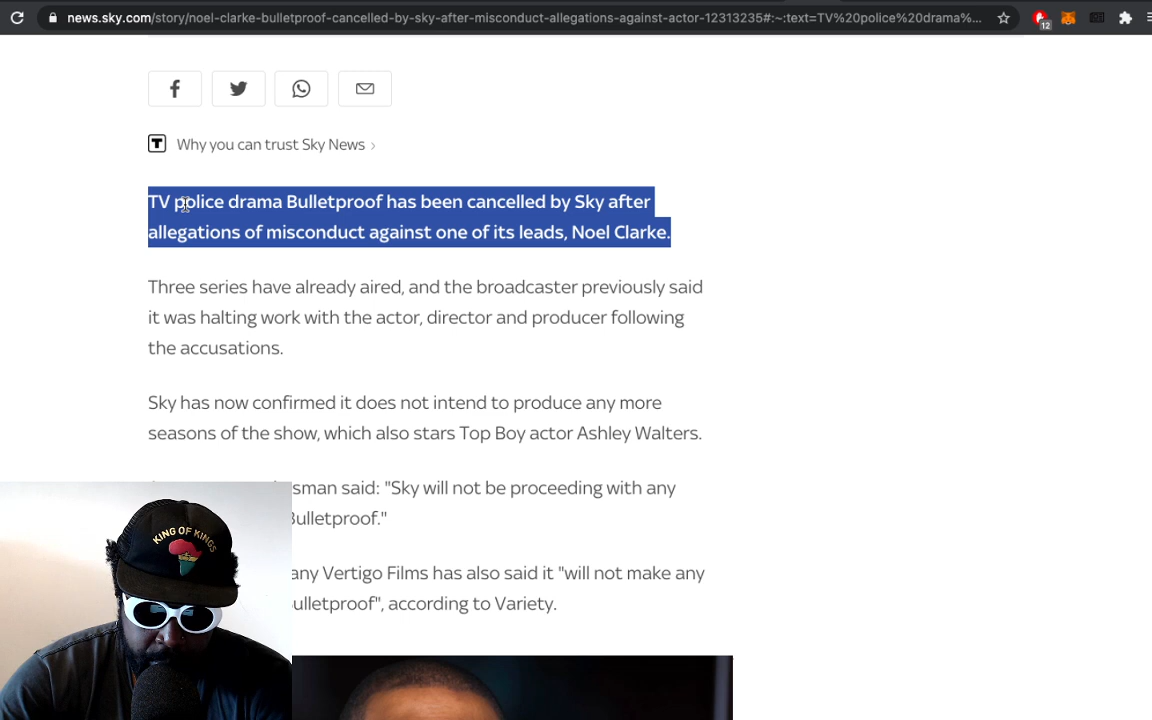 news.sky.com/story/noel-clarke-bulletproof-cancelled-by-sky-after-misconduct-allegations-against-actor-12313235#:~:text=TV%20police%20drama%...
12
Why you can trust Sky News
TV police drama Bulletproof has been cancelled by Sky after
allegations of misconduct against one of its leads, Noel Clarke.
Three series have already aired, and the broadcaster previously said
it was halting work with the actor, director and producer following
the accusations.
Sky has now confirmed it does not intend to produce any more
seasons of the show, which also stars Top Boy actor Ashley Walters.
sman said: "Sky will not be proceeding with any
Bulletproof."
any Vertigo Films has also said it "will not make any
ulletproof", according to Variety.
KING OF KINGS